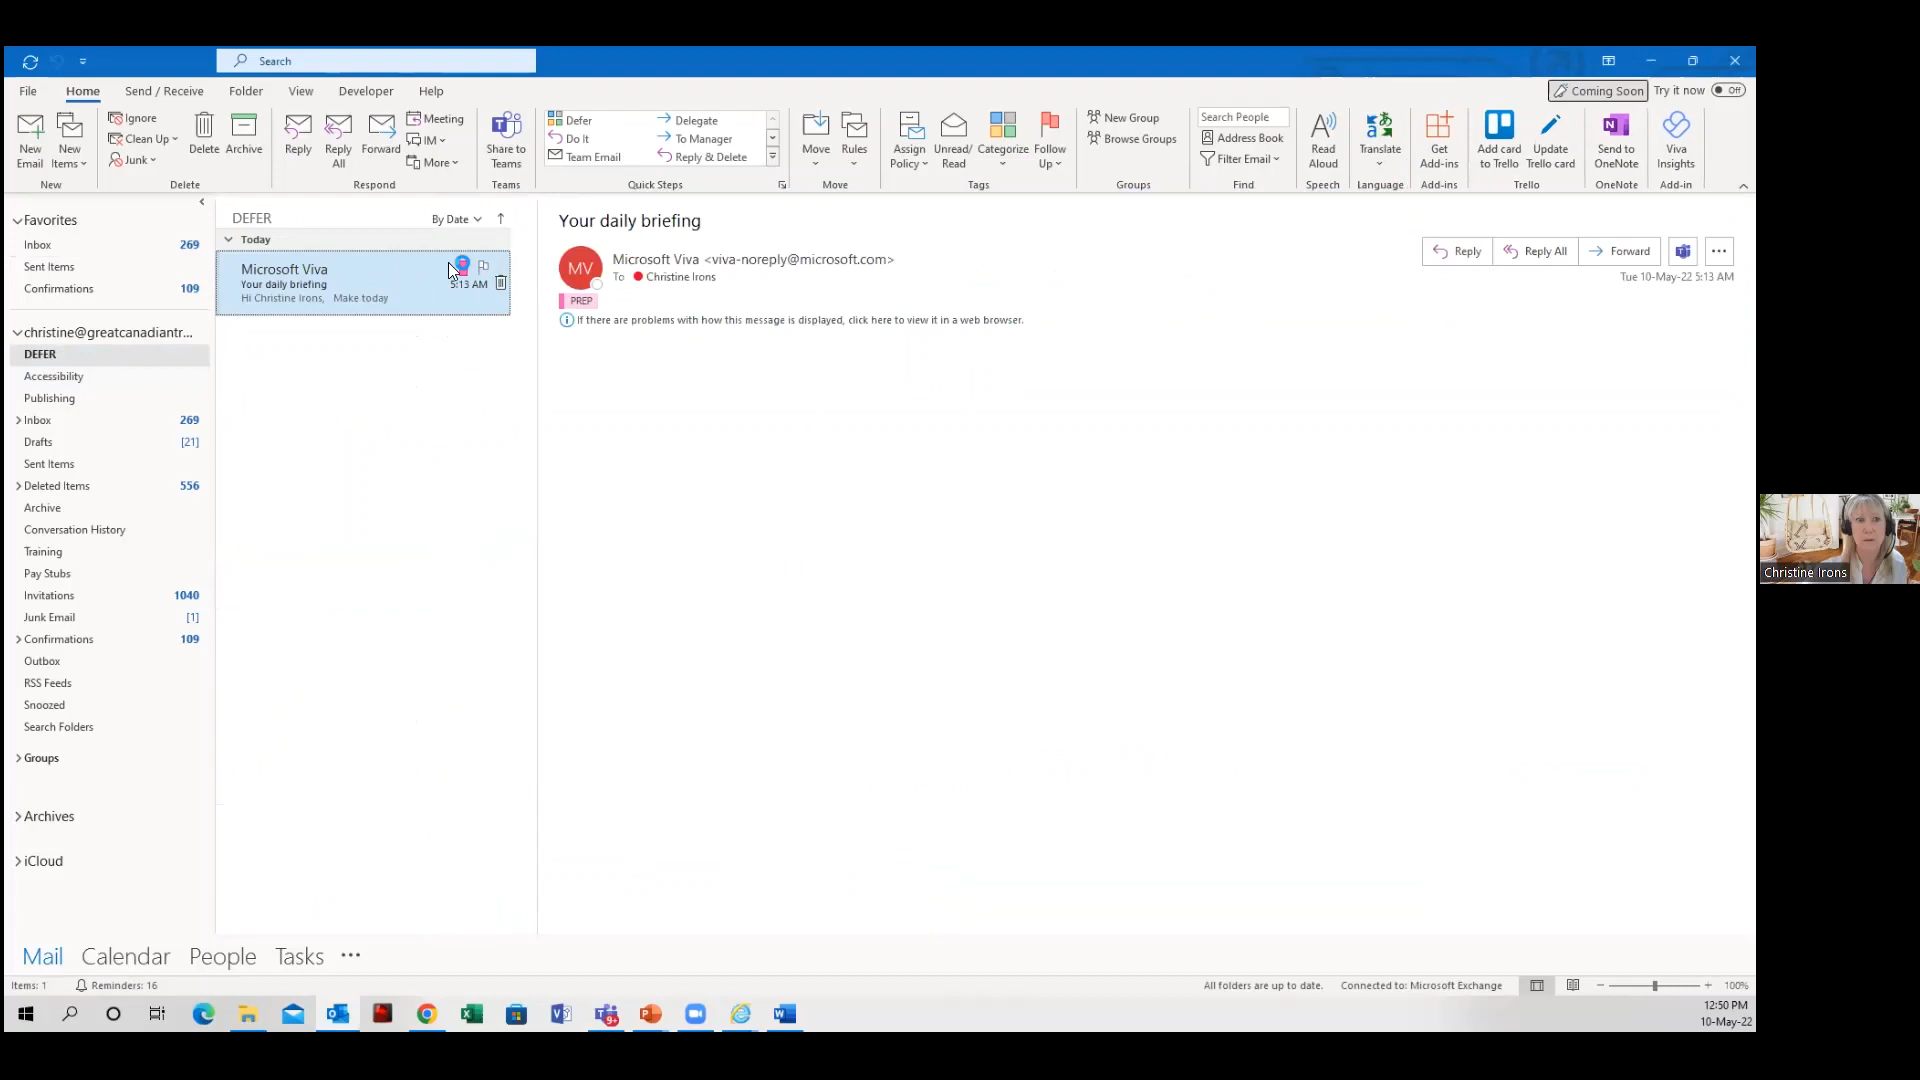 Search
File Home Send / Receive Folder View Developer Help
Coming Soon Try it now Off
New Email
New Items
Ignore
Clean Up
Junk
Delete
Archive
Reply
Reply All
Forward
Meeting
IM
More
Share to Teams
Defer
Do It
Team Email
Delegate
To Manager
Reply & Delete
Move
Rules
Assign Policy
Unread/ Read
Categorize
Follow Up
New Group
Browse Groups
Search People
Address Book
Filter Email
Read Aloud
Translate
Get Add-ins
Add card to Trello
Update Trello card
Send to OneNote
Viva Insights
New Delete Respond Teams Quick Steps Move Tags Groups Find Speech Language Add-ins Trello OneNote Add-in
Favorites
Inbox 269
Sent Items
Confirmations 109
christine@greatcanadiantr...
DEFER
Accessibility
Publishing
Inbox 269
Drafts [21]
Sent Items
Deleted Items 556
Archive
Conversation History
Training
Pay Stubs
Invitations 1040
Junk Email [1]
Confirmations 109
Outbox
RSS Feeds
Snoozed
Search Folders
Groups
Archives
iCloud
DEFER By Date
Today
Microsoft Viva
Your daily briefing 5:13 AM
Hi Christine Irons, Make today
Your daily briefing
MV
Microsoft Viva <viva-noreply@microsoft.com>
To Christine Irons
PREP
If there are problems with how this message is displayed, click here to view it in a web browser.
Reply Reply All Forward
Tue 10-May-22 5:13 AM
Christine Irons
Mail Calendar People Tasks
Items: 1 Reminders: 16 All folders are up to date. Connected to: Microsoft Exchange 100%
9+
12:50 PM
10-May-22